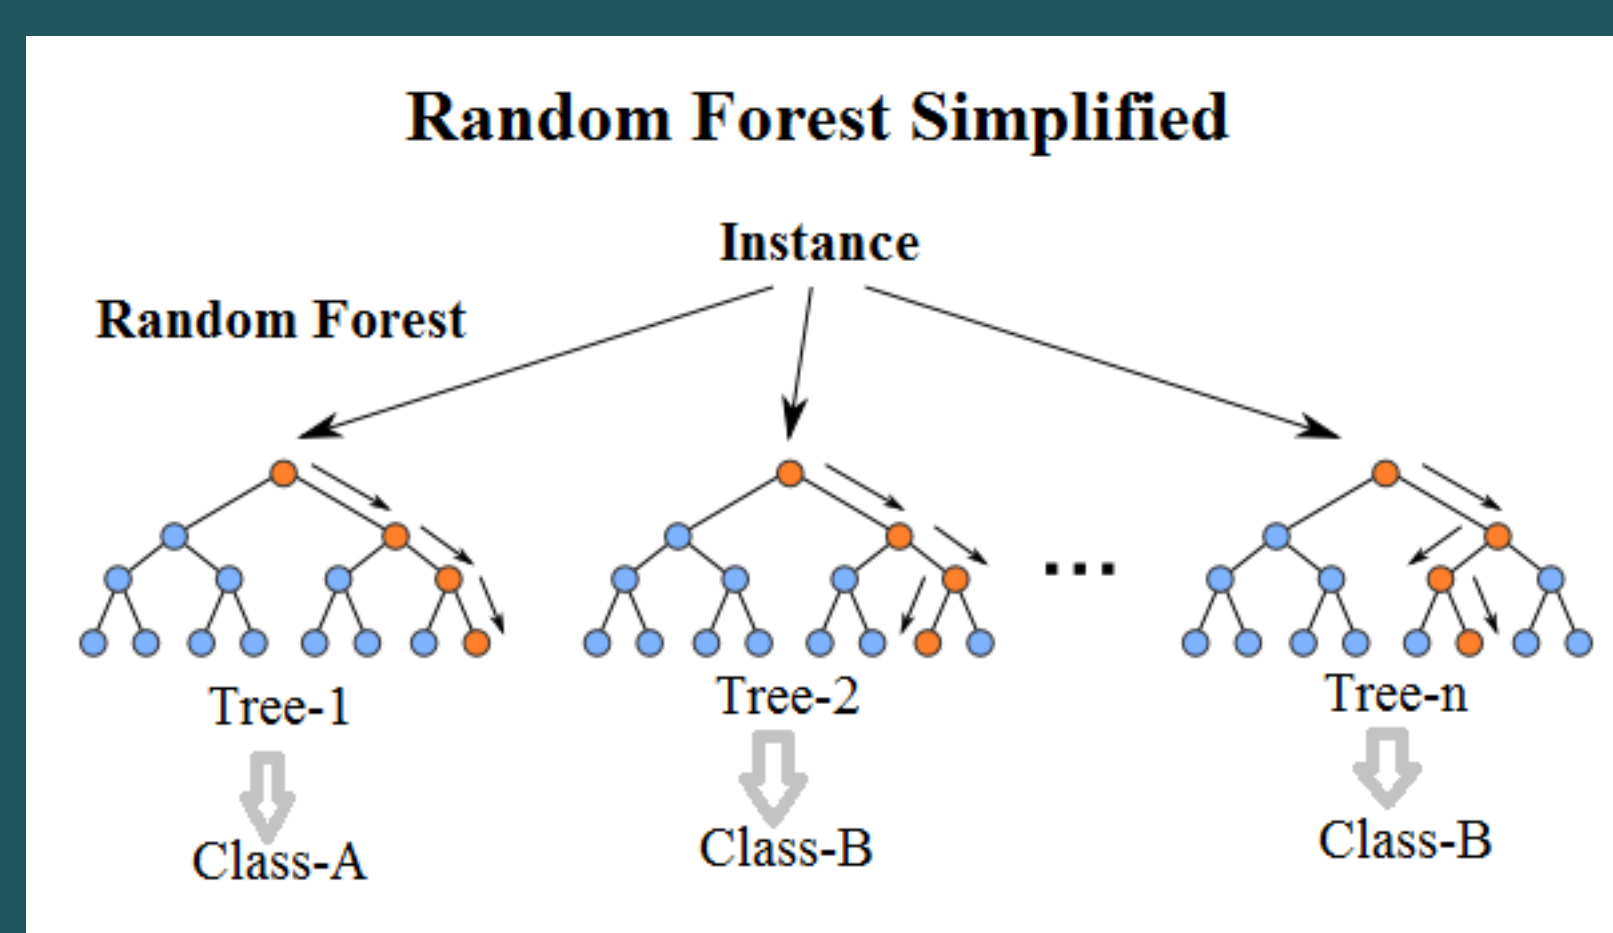 Random Forest Simplified
Instance
Random Forest
...
Tree-1
Tree-2
Tree-n
Class-A
Class-B
Class-B